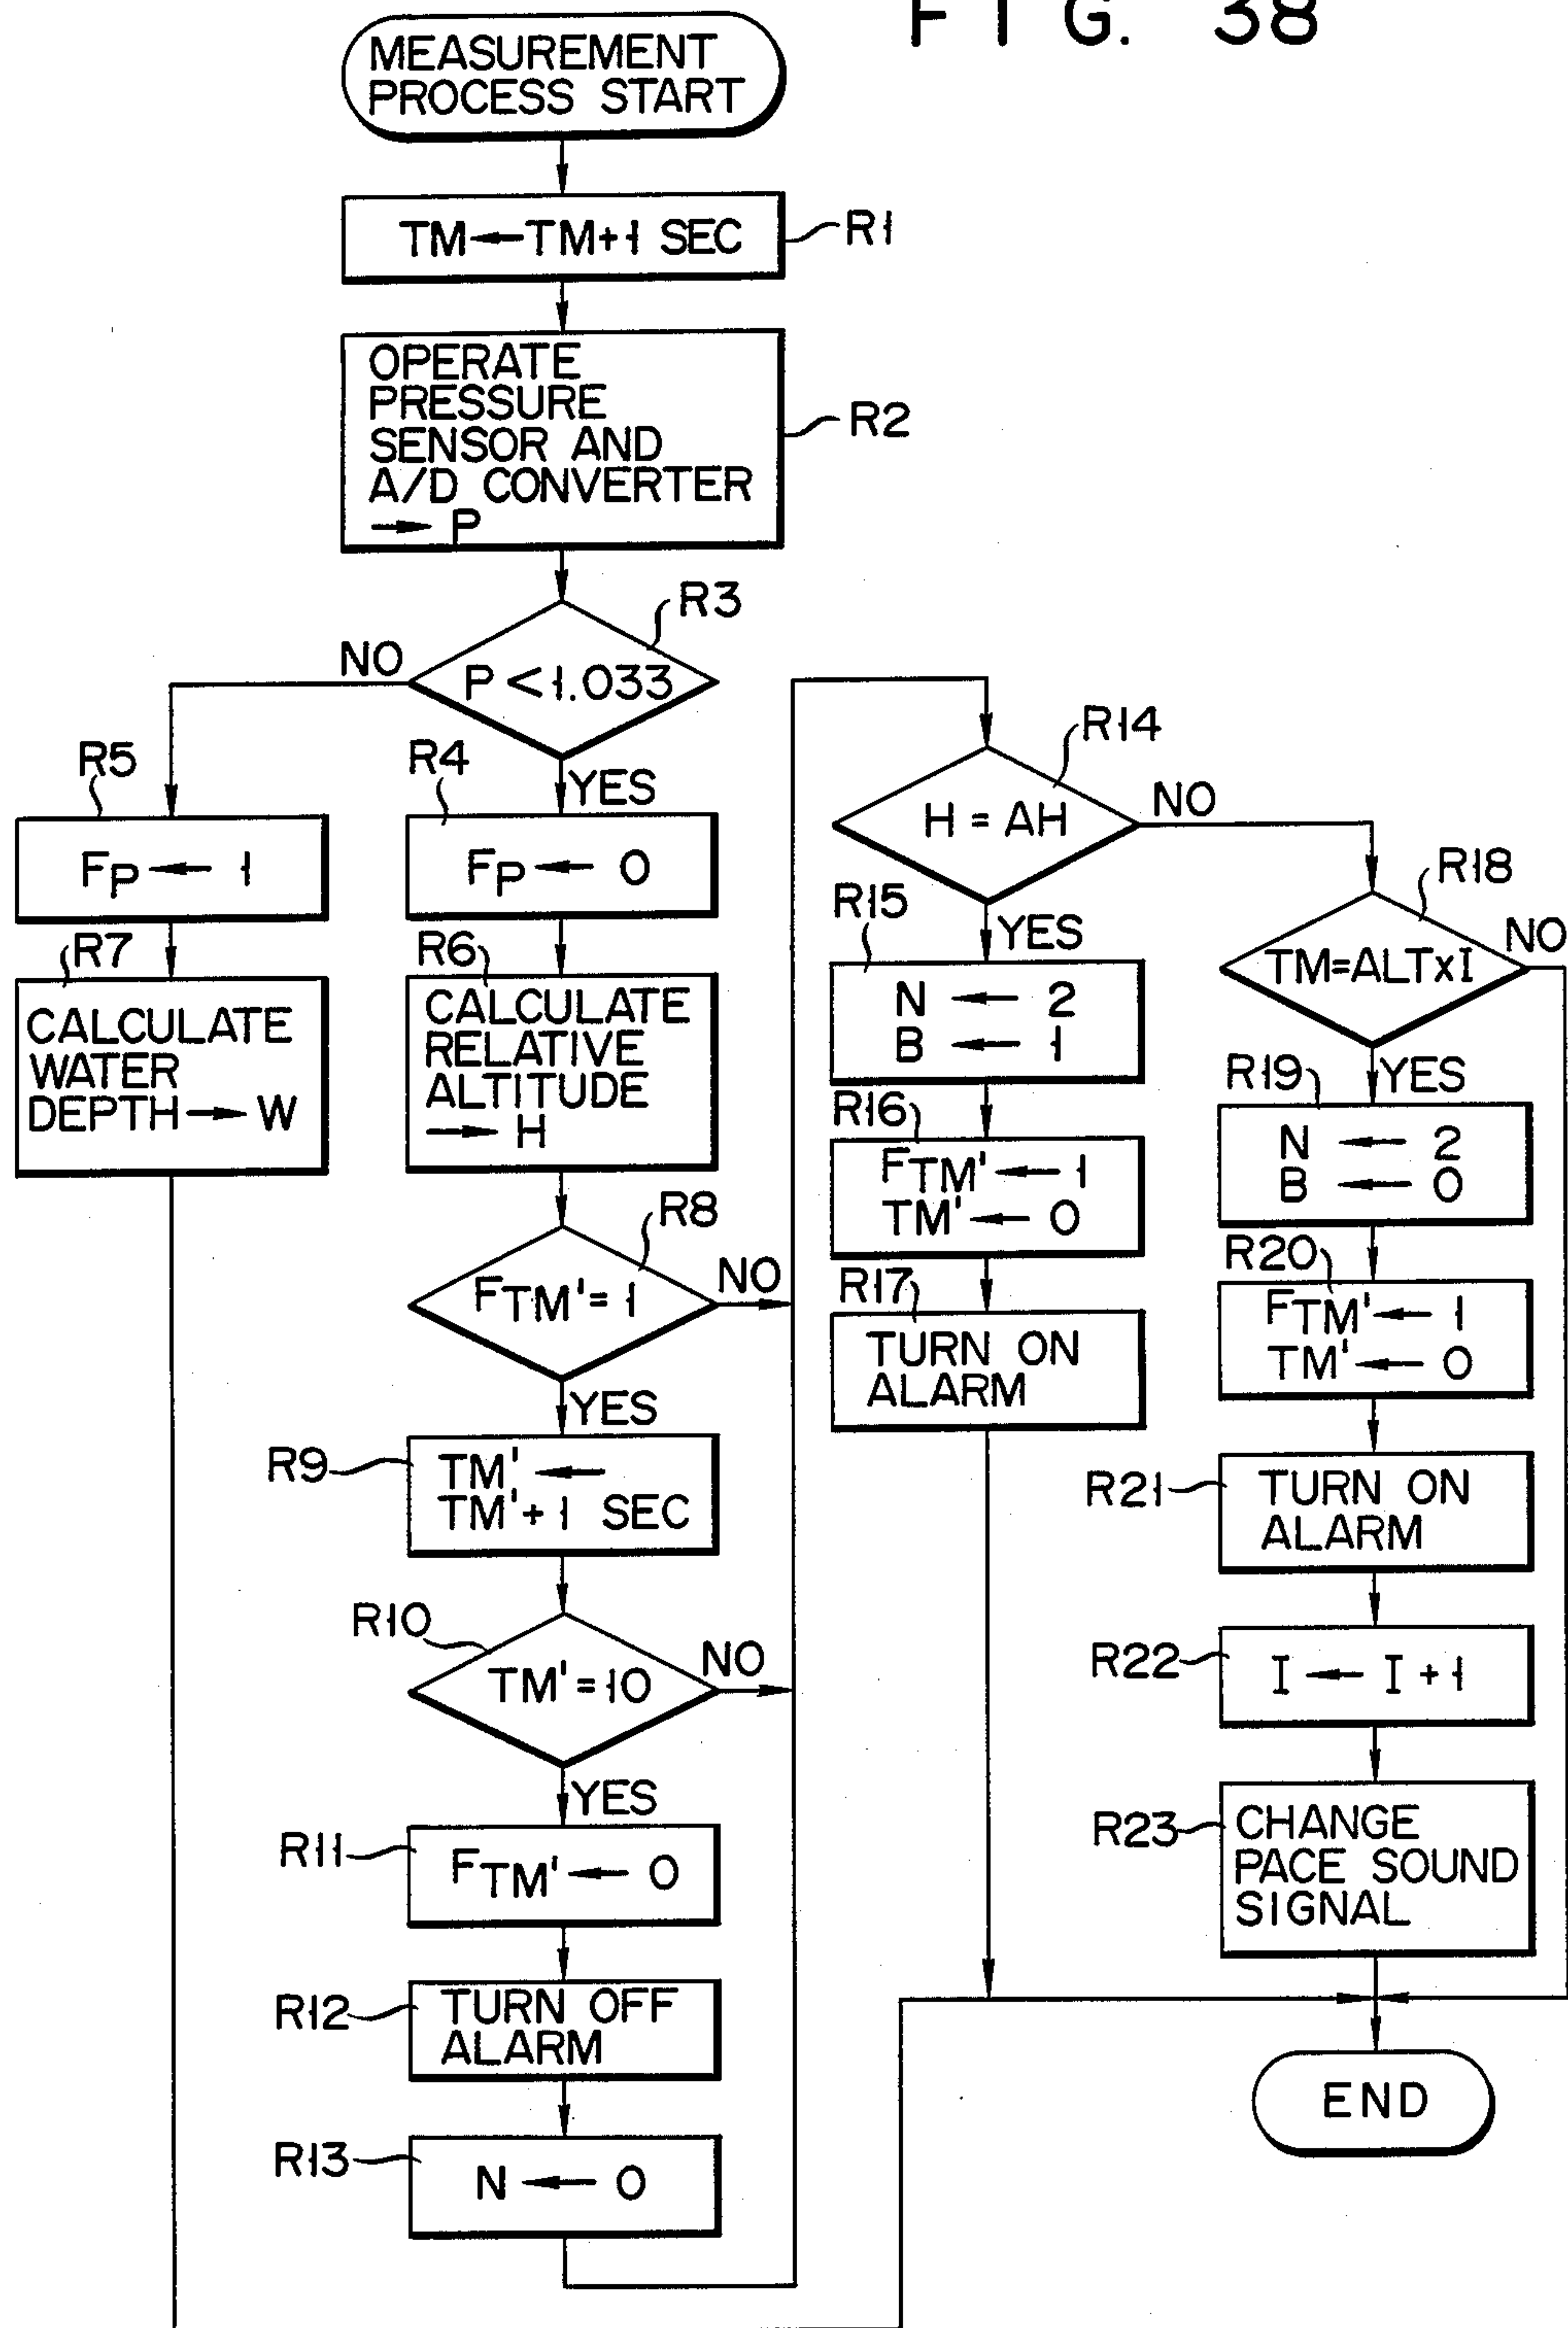 FIG. 38
MEASUREMENT
PROCESS START
TM←TM+1 SEC
R1
OPERATE
PRESSURE
SENSOR AND
A/D CONVERTER
→ P
R2
R3
P < 1.033
NO
YES
R5
FP ← 1
R4
FP ← 0
R7
CALCULATE
WATER
DEPTH → W
R6
CALCULATE
RELATIVE
ALTITUDE
→ H
R8
FTM' = 1
NO
YES
R9
TM' ←
TM' + 1 SEC
R10
TM' = 10
NO
YES
R11
FTM' ← 0
R12
TURN OFF
ALARM
R13
N ← 0
R14
H = AH
NO
YES
R15
N ← 2
B ← 1
R16
FTM' ← 1
TM' ← 0
R17
TURN ON
ALARM
R18
TM=ALTxI
NO
YES
R19
N ← 2
B ← 0
R20
FTM' ← 1
TM' ← 0
R21
TURN ON
ALARM
R22
I ← I + 1
R23
CHANGE
PACE SOUND
SIGNAL
END